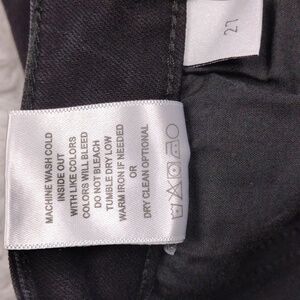 MACHINE WASH COLD
INSIDE OUT
WITH LIKE COLORS
COLORS WILL BLEED
DO NOT BLEACH
TUMBLE DRY LOW
WARM IRON IF NEEDED
OR
DRY CLEAN OPTIONAL
27